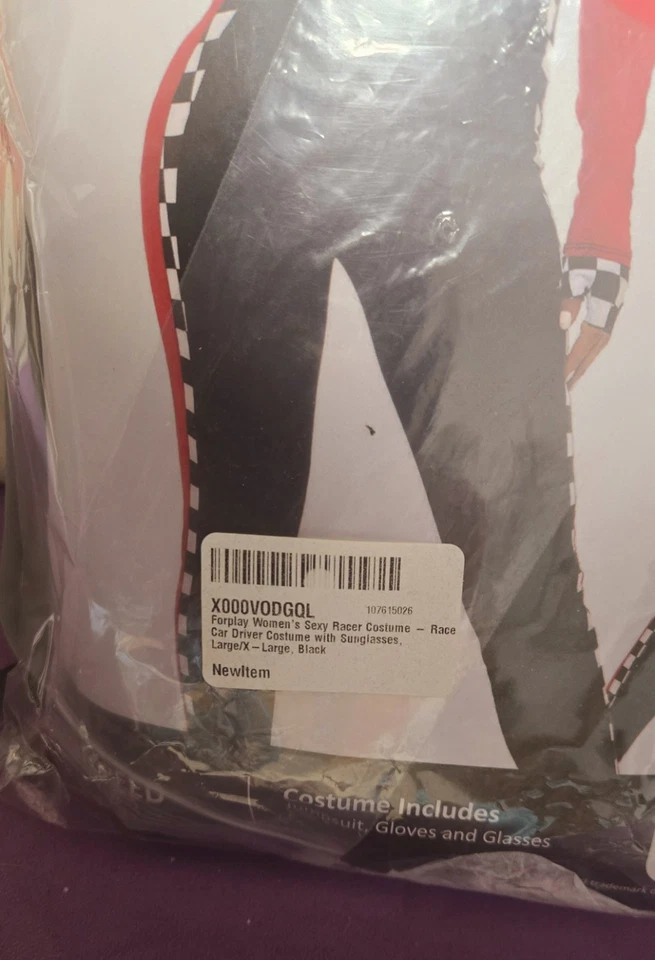 X000VODGQL 107615026
Forplay Women's Sexy Racer Costume – Race
Car Driver Costume with Sunglasses,
Large/X–Large, Black
NewItem
Costume Includes
Gloves and Glasses
trademark